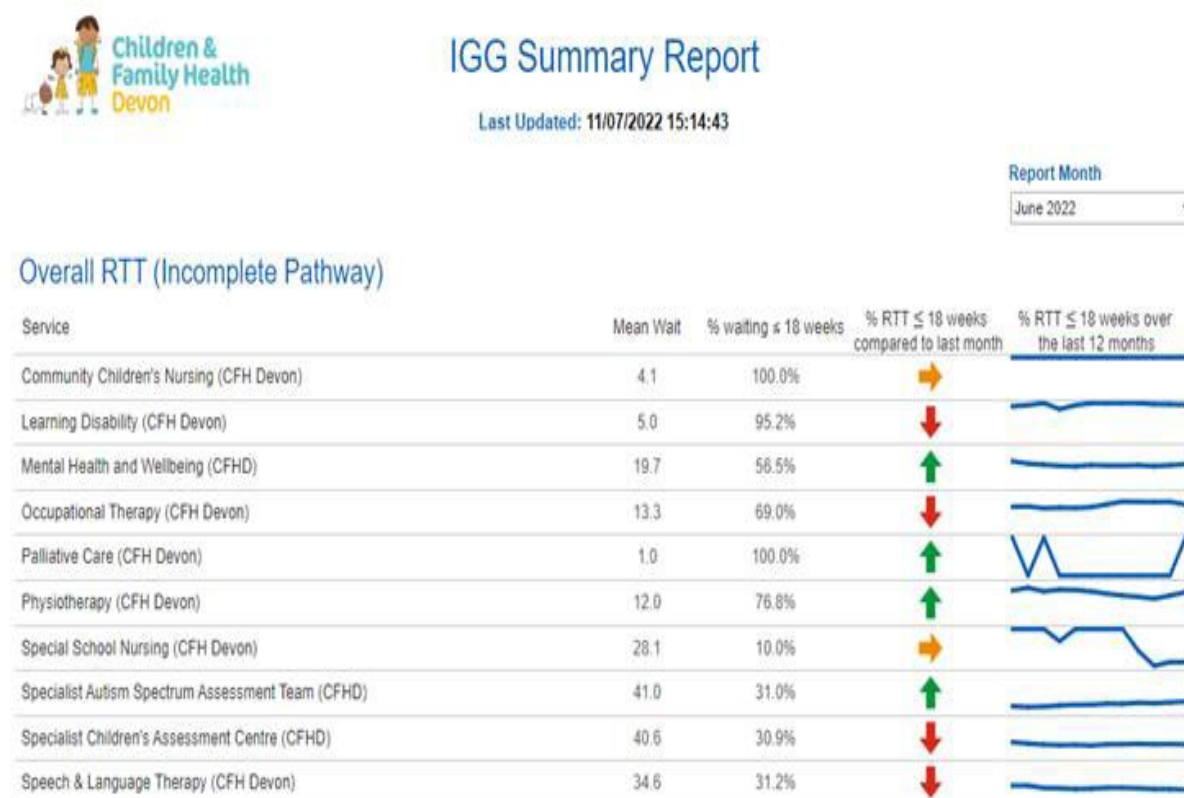 Children &
Family Health
Devon
IGG Summary Report
Last Updated: 11/07/2022 15:14:43
Report Month
June 2022
Overall RTT (Incomplete Pathway)
Service Mean Wait % waiting ≤ 18 weeks % RTT ≤ 18 weeks compared to last month % RTT ≤ 18 weeks over the last 12 months
Community Children's Nursing (CFH Devon) 4.1 100.0%
Learning Disability (CFH Devon) 5.0 95.2%
Mental Health and Wellbeing (CFHD) 19.7 56.5%
Occupational Therapy (CFH Devon) 13.3 69.0%
Palliative Care (CFH Devon) 1.0 100.0%
Physiotherapy (CFH Devon) 12.0 76.8%
Special School Nursing (CFH Devon) 28.1 10.0%
Specialist Autism Spectrum Assessment Team (CFHD) 41.0 31.0%
Specialist Children's Assessment Centre (CFHD) 40.6 30.9%
Speech & Language Therapy (CFH Devon) 34.6 31.2%